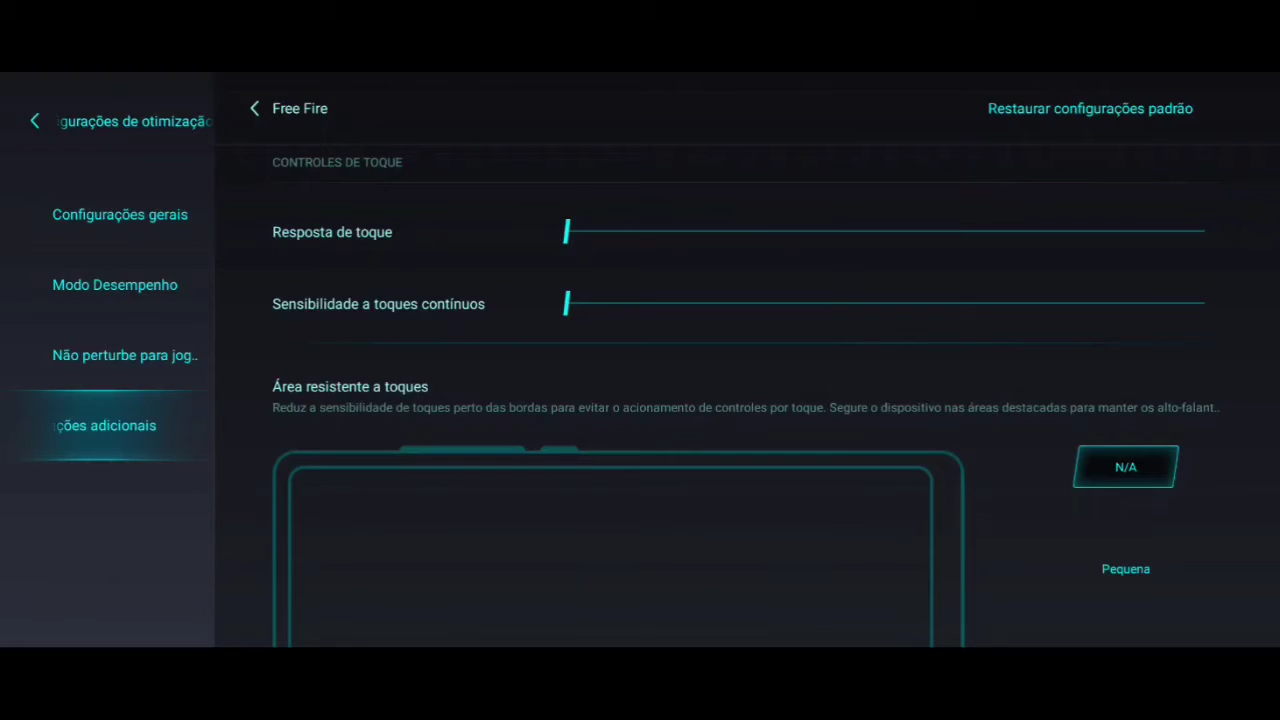 igurações de otimização
Free Fire
Restaurar configurações padrão
CONTROLES DE TOQUE
Configurações gerais
Resposta de toque
Modo Desempenho
Sensibilidade a toques contínuos
Não perturbe para jog..
Área resistente a toques
Reduz a sensibilidade de toques perto das bordas para evitar o acionamento de controles por toque. Segure o dispositivo nas áreas destacadas para manter os alto-falant..
ções adicionais
N/A
Pequena